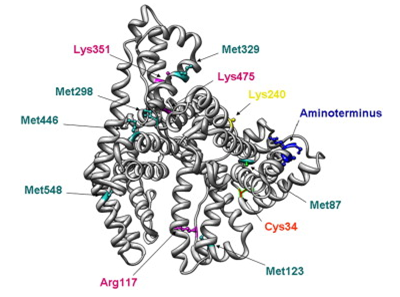 Lys351
Met329
Lys475
Met298
Lys240
Met446
Aminoterminus
Met548
Met87
Cys34
Met123
Arg117